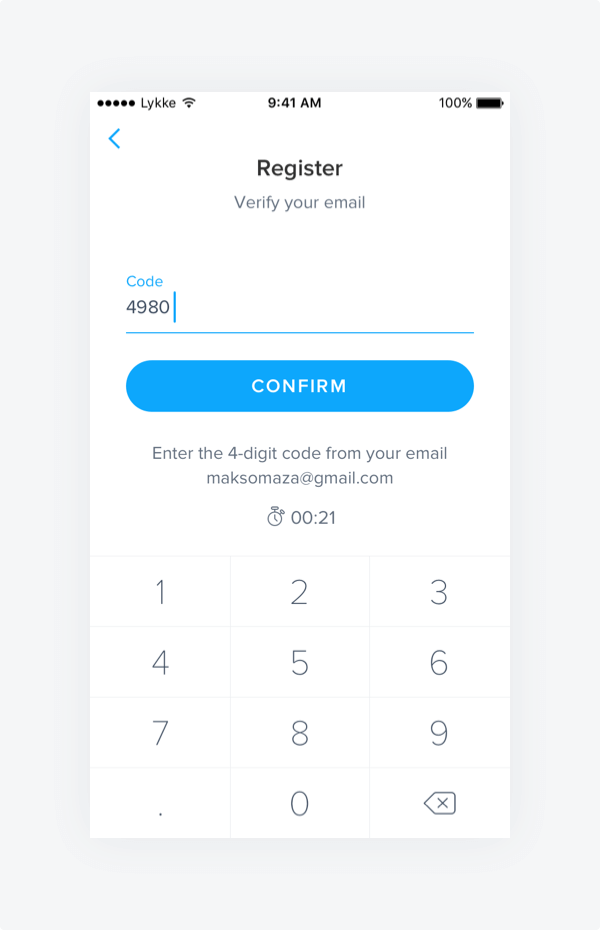 Lykke 9:41 AM 100%
Register
Verify your email
Code
4980
CONFIRM
Enter the 4-digit code from your email
maksomaza@gmail.com
00:21
1 2 3
4 5 6
7 8 9
. 0